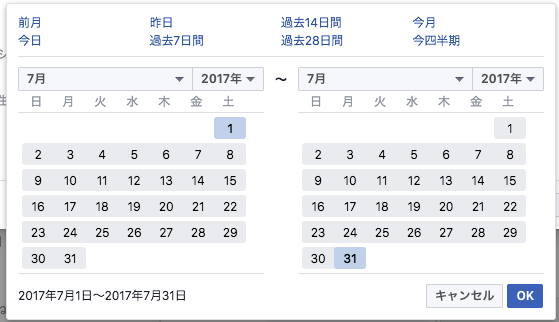 前月 昨日 過去14日間 今月
今日 過去7日間 過去28日間 今四半期
7月 2017年 〜 7月 2017年
日 月 火 水 木 金 土 日 月 火 水 木 金 土
1 1
2 3 4 5 6 7 8 2 3 4 5 6 7 8
9 10 11 12 13 14 15 9 10 11 12 13 14 15
16 17 18 19 20 21 22 16 17 18 19 20 21 22
23 24 25 26 27 28 29 23 24 25 26 27 28 29
30 31 30 31
2017年7月1日〜2017年7月31日 キャンセル OK